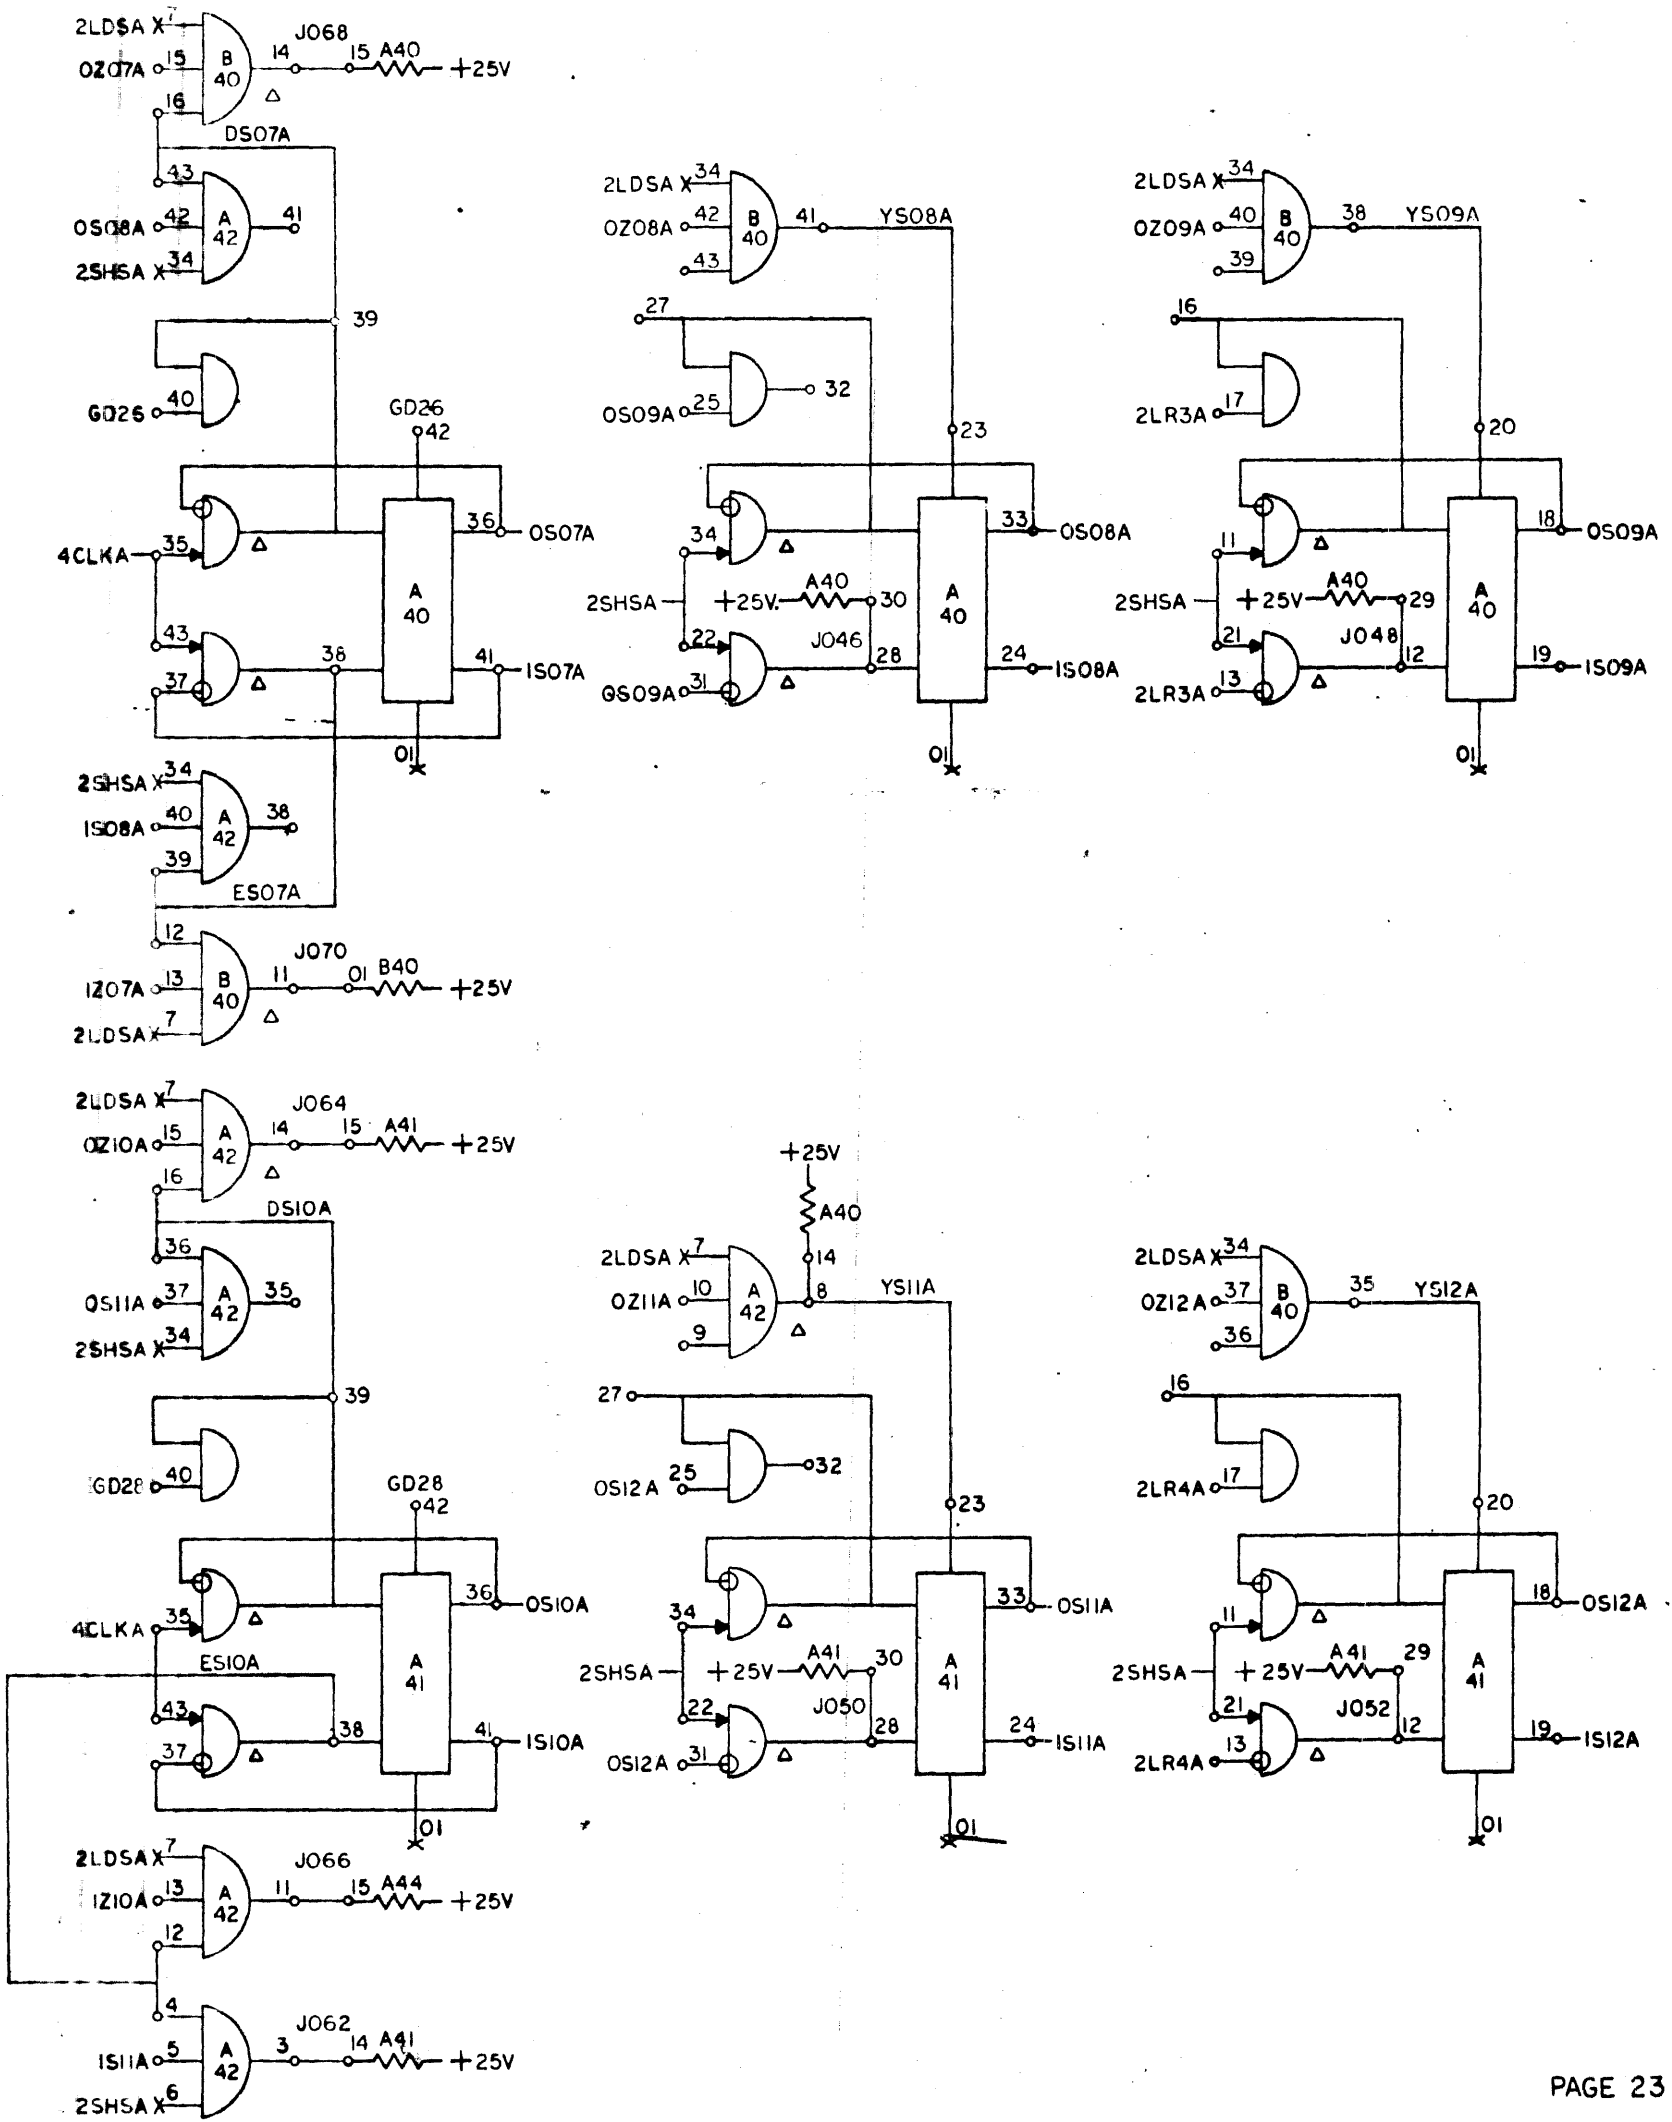 2LDSA 7
J068
OZ07A 15 B 40 14 15 A40 +25V
16
DS07A
43
OS08A 42 A 42 41
2SHSA 34
39
GD26 40
GD26
42
4CLKA 35 36 OS07A
A 40
43 38 41 IS07A
37
01
2SHSA 34
IS08A 40 A 42 38
39
ES07A
12
J070
IZ07A 13 B 40 11 01 B40 +25V
2LDSA 7
2LDSA 34
OZ08A 42 B 40 41 YS08A
43
27
OS09A 25 32
23
34 33 OS08A
2SHSA +25V A40 30 A 40
22 J046 28 24 IS08A
OS09A 31
01
2LDSA 34
OZ09A 40 B 40 38 YS09A
39
16
2LR3A 17
20
11 18 OS09A
2SHSA +25V A40 29 A 40
21 J048 12 19 IS09A
2LR3A 13
01
2LDSA 7
J064
OZ10A 15 A 42 14 15 A41 +25V
16
DS10A
36
OS11A 37 A 42 35
2SHSA 34
39
GD28 40
GD28
42
4CLKA 35 36 OS10A
ES10A
A 41
43 38 41 IS10A
37
01
2LDSA 7
J066
IZ10A 13 A 42 11 15 A44 +25V
12
4
J062
IS11A 5 A 42 3 14 A41 +25V
2SHSA 6
+25V
A40
14
2LDSA 7
OZ11A 10 A 42 8 YS11A
9
27
OS12A 25 32
23
34 33 OS11A
2SHSA +25V A41 30 A 41
22 J050 28 24 IS11A
OS12A 31
01
2LDSA 34
OZ12A 37 B 40 35 YS12A
36
16
2LR4A 17
20
11 18 OS12A
2SHSA +25V A41 29 A 41
21 J052 12 19 IS12A
2LR4A 13
01
PAGE 23